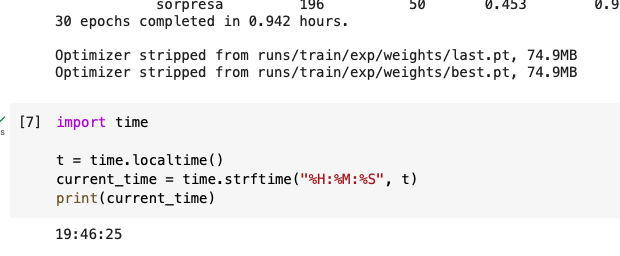 sorpresa 196 50 0.453 0.9
30 epochs completed in 0.942 hours.
Optimizer stripped from runs/train/exp/weights/last.pt, 74.9MB
Optimizer stripped from runs/train/exp/weights/best.pt, 74.9MB
[7] import time
s
t = time.localtime()
current_time = time.strftime("%H:%M:%S", t)
print(current_time)
19:46:25